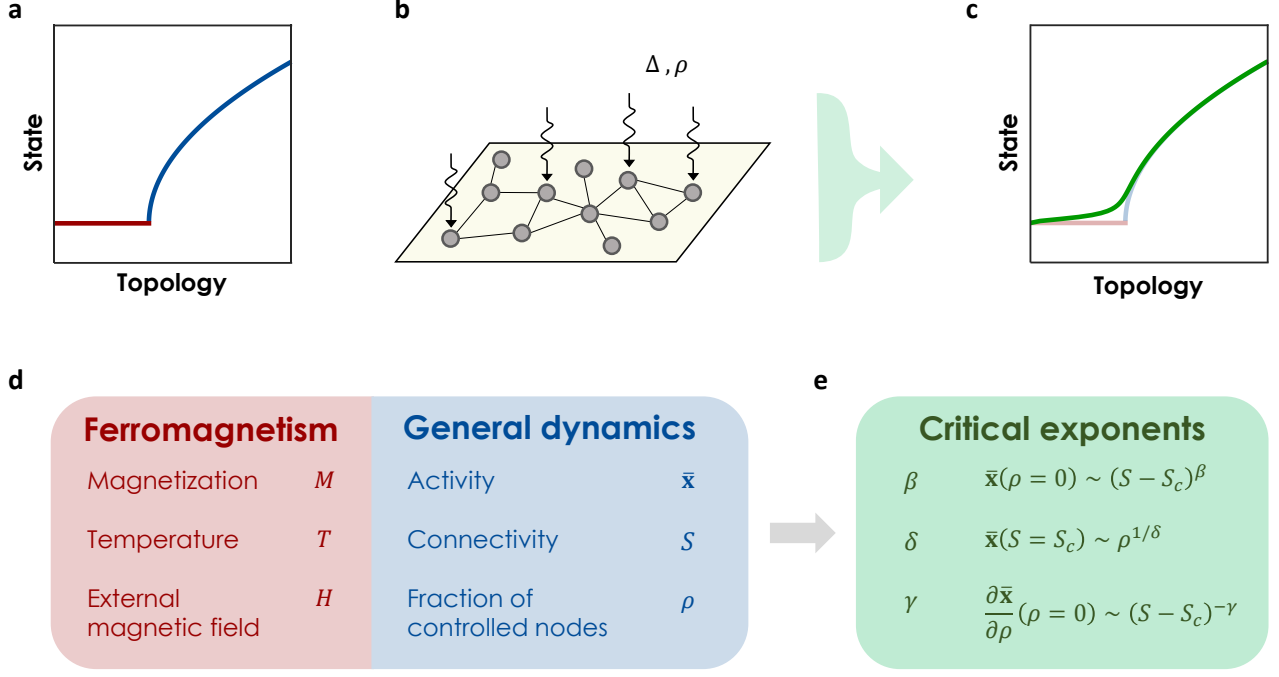 a
b
c
State
Topology
Δ , ρ
State
Topology
d
e
Ferromagnetism
Magnetization M
Temperature T
External
magnetic field H
General dynamics
Activity x̄
Connectivity S
Fraction of
controlled nodes ρ
Critical exponents
β x̄(ρ = 0) ~ (S − S_c)^β
δ x̄(S = S_c) ~ ρ^{1/δ}
γ ∂x̄/∂ρ (ρ = 0) ~ (S − S_c)^{−γ}